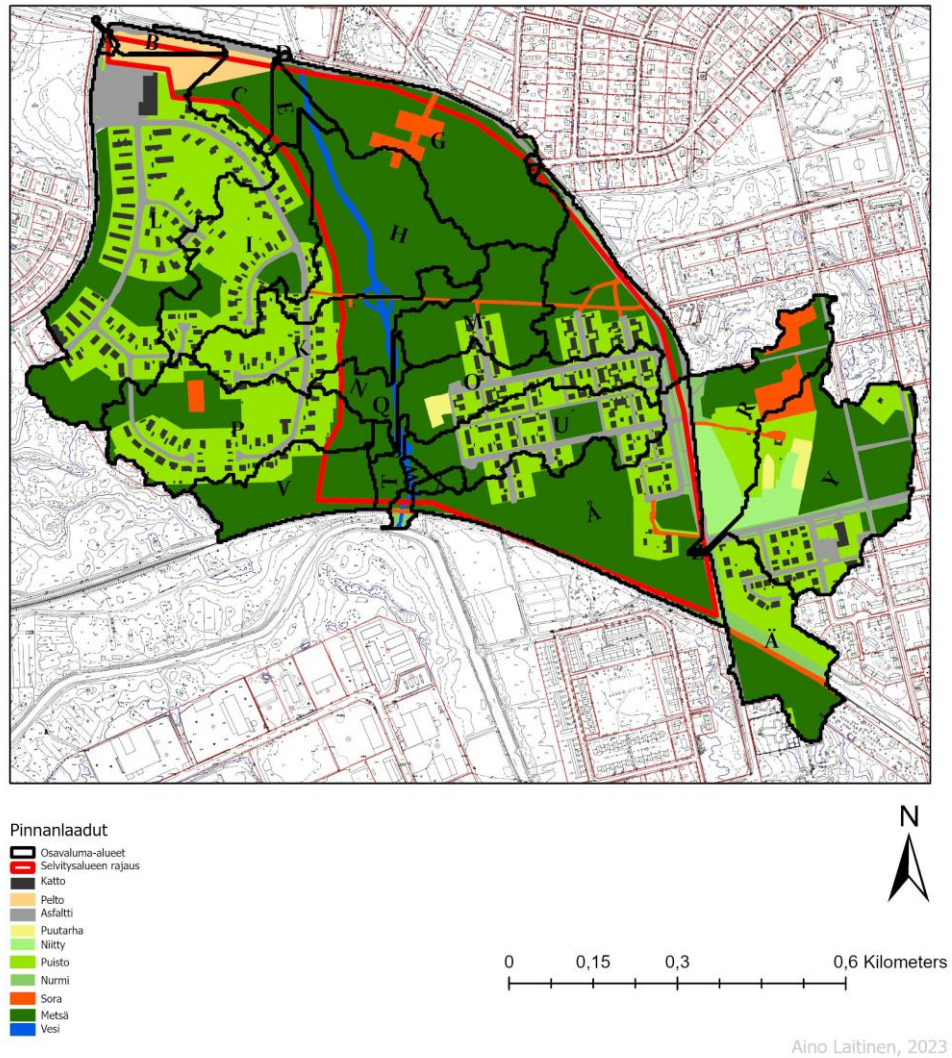 B
D
C
E
G
H
L
I
J
K
M
N
O
Q
P
U
R
Y
V
T
Å
Ä
Pinnanlaadut
Osavaluma-alueet
Selvitysalueen rajaus
Katto
Pelto
Asfaltti
Puutarha
Niitty
Puisto
Nurmi
Sora
Metsä
Vesi
N
0 0,15 0,3 0,6 Kilometers
Aino Laitinen, 2023